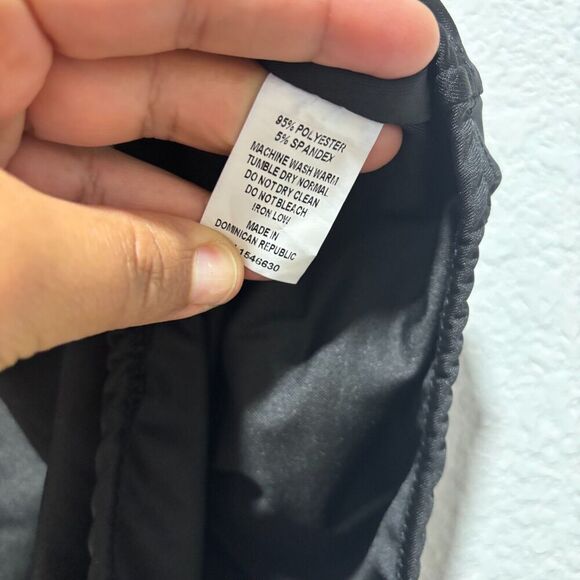 95% POLYESTER
5% SPANDEX
MACHINE WASH WARM
TUMBLE DRY NORMAL
DO NOT DRY CLEAN
DO NOT BLEACH
IRON LOW
MADE IN
DOMINICAN REPUBLIC
1546630